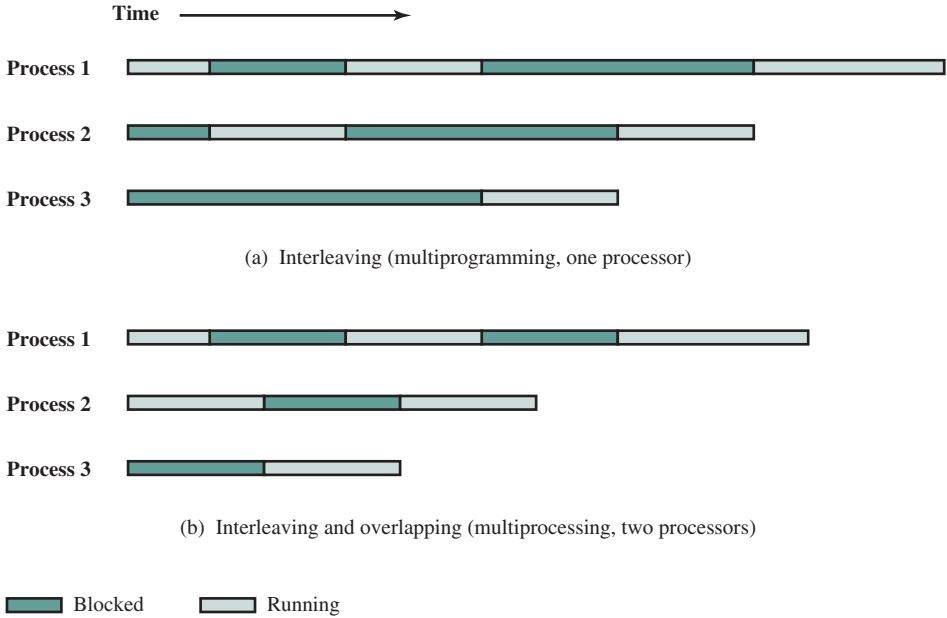 Time
Process 1
Process 2
Process 3
(a) Interleaving (multiprogramming, one processor)
Process 1
Process 2
Process 3
(b) Interleaving and overlapping (multiprocessing, two processors)
Blocked
Running